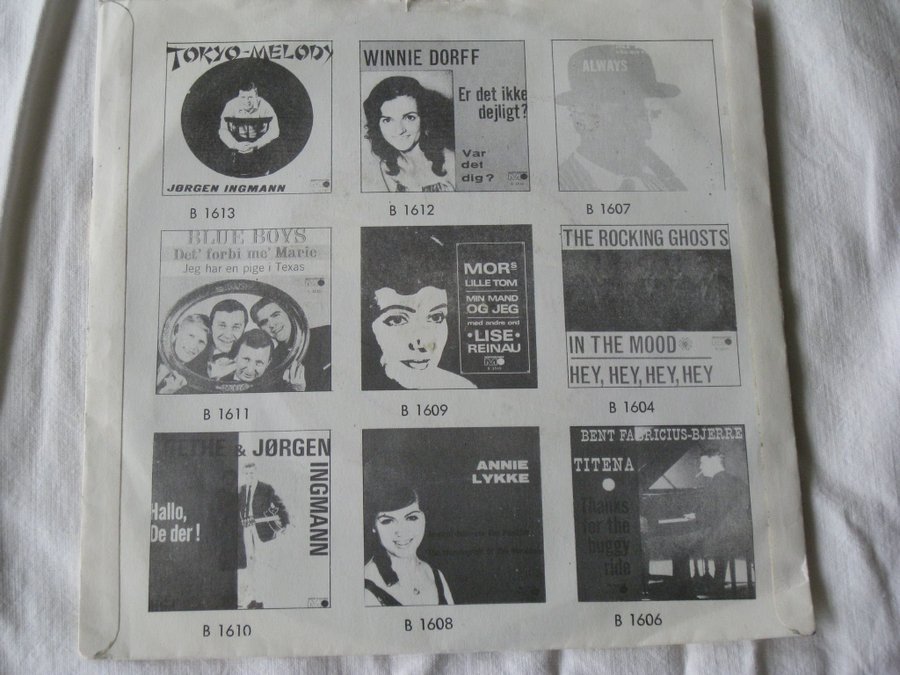 TOKYO-MELODY
JØRGEN INGMANN
B 1613
WINNIE DORFF
Er det ikke
dejligt?
Var
det
dig?
B 1612
ALWAYS
B 1607
BLUE BOYS
Det' forbi me' Marie
Jeg har en pige i Texas
B 1611
MORS
LILLE TOM
MIN MAND
OG JEG
med andre ord
·LISE·
REINAU
B 1609
THE ROCKING GHOSTS
IN THE MOOD
HEY, HEY, HEY, HEY
B 1604
& JØRGEN
INGMANN
Hallo,
De der!
B 1610
ANNIE
LYKKE
B 1608
BENT FABRICIUS-BJERRE
TITENA
Thanks
for the
buggy
ride
B 1606